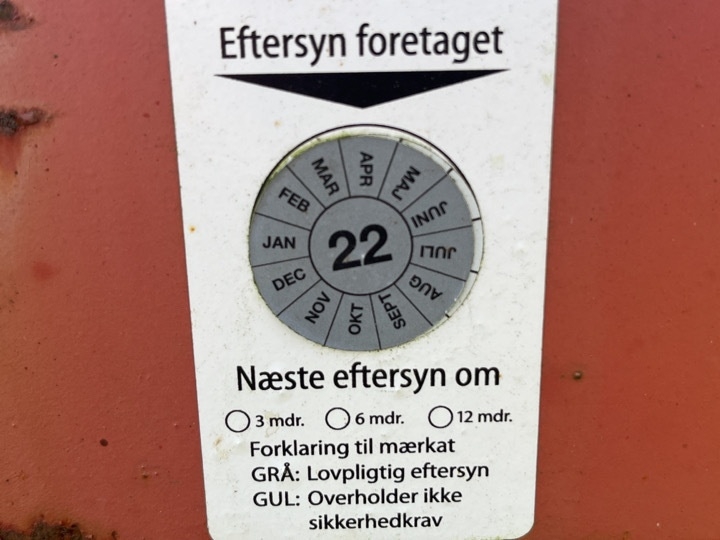 Eftersyn foretaget
JAN
FEB
MAR
APR
MAJ
JUNI
JULI
AUG
SEPT
OKT
NOV
DEC
22
Næste eftersyn om
3 mdr. 6 mdr. 12 mdr.
Forklaring til mærkat
GRÅ: Lovpligtig eftersyn
GUL: Overholder ikke
sikkerhedkrav